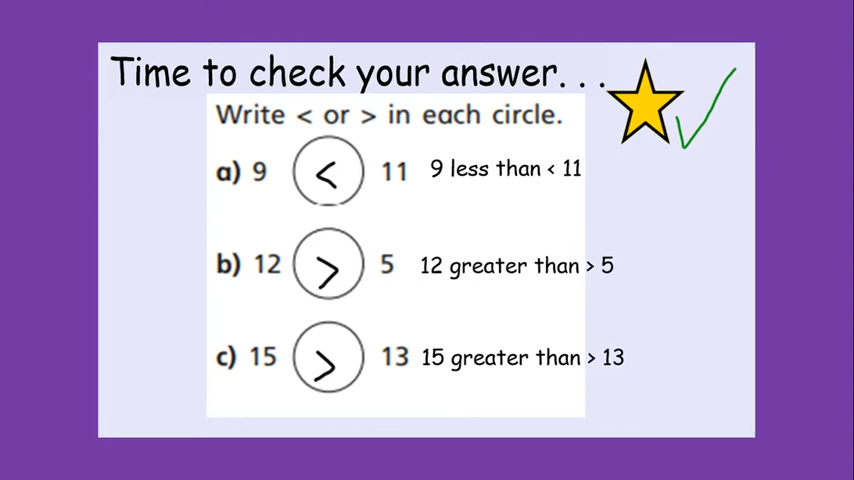 Time to check your answer. . .
Write < or > in each circle.
a) 9 < 11 9 less than < 11
b) 12 > 5 12 greater than > 5
c) 15 > 13 15 greater than > 13